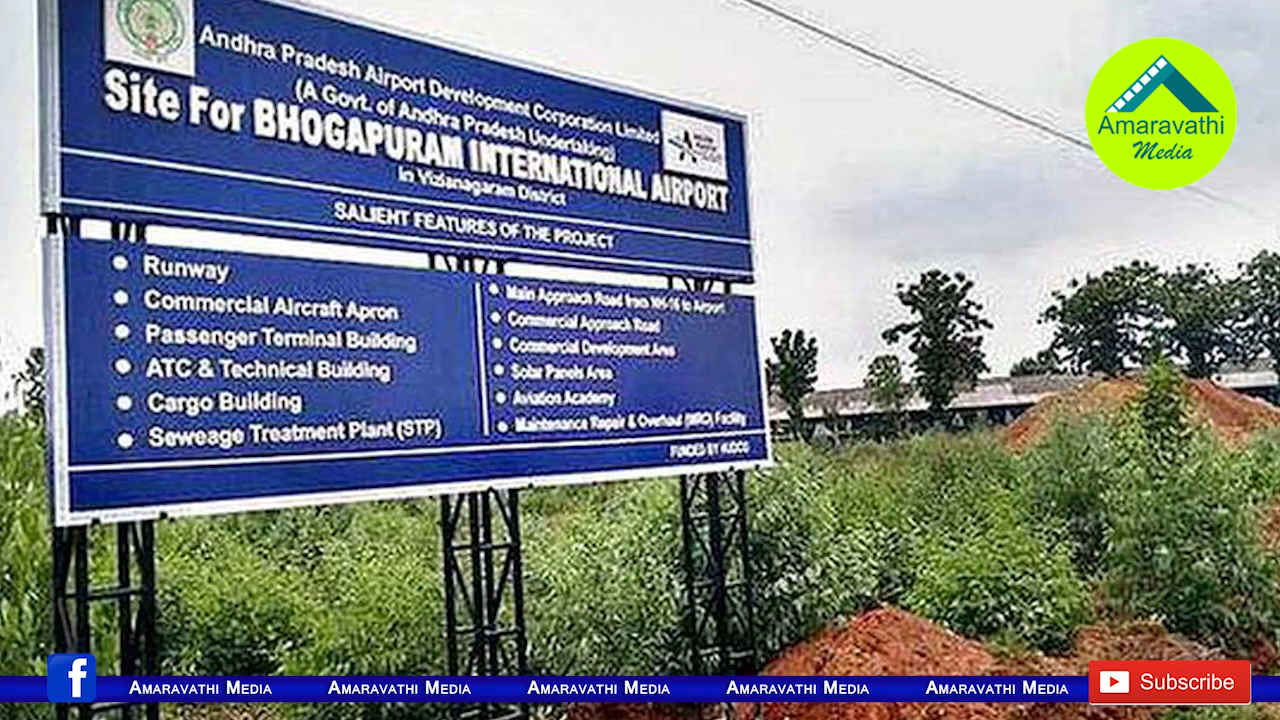 Andhra Pradesh Airport Development Corporation Limited
(A Govt. of Andhra Pradesh Undertaking)
Site For BHOGAPURAM INTERNATIONAL AIRPORT
In Vizianagaram District
SALIENT FEATURES OF THE PROJECT
Runway
Commercial Aircraft Apron
Passenger Terminal Building
ATC & Technical Building
Cargo Building
Seweage Treatment Plant (STP)
Main Approach Road from NH-16 to Airport
Commercial Approach Road
Commercial Development Area
Solar Panels Area
Aviation Academy
Maintenance Repair & Overhaul (MRO) Facility
FUNDED BY HUDCO
Amaravathi
Media
f AMARAVATHI MEDIA AMARAVATHI MEDIA AMARAVATHI MEDIA AMARAVATHI MEDIA AMARAVATHI MEDIA Subscribe